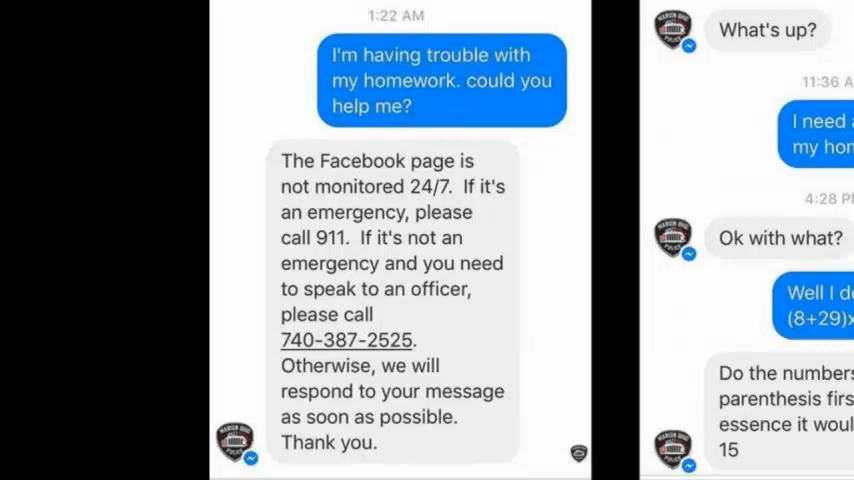 1:22 AM
I'm having trouble with
my homework. could you
help me?
The Facebook page is
not monitored 24/7. If it's
an emergency, please
call 911. If it's not an
emergency and you need
to speak to an officer,
please call
740-387-2525.
Otherwise, we will
respond to your message
as soon as possible.
Thank you.
What's up?
11:36 A
I need
my hom
4:28 P
Ok with what?
Well I d
(8+29)x
Do the numbers
parenthesis firs
essence it woul
15